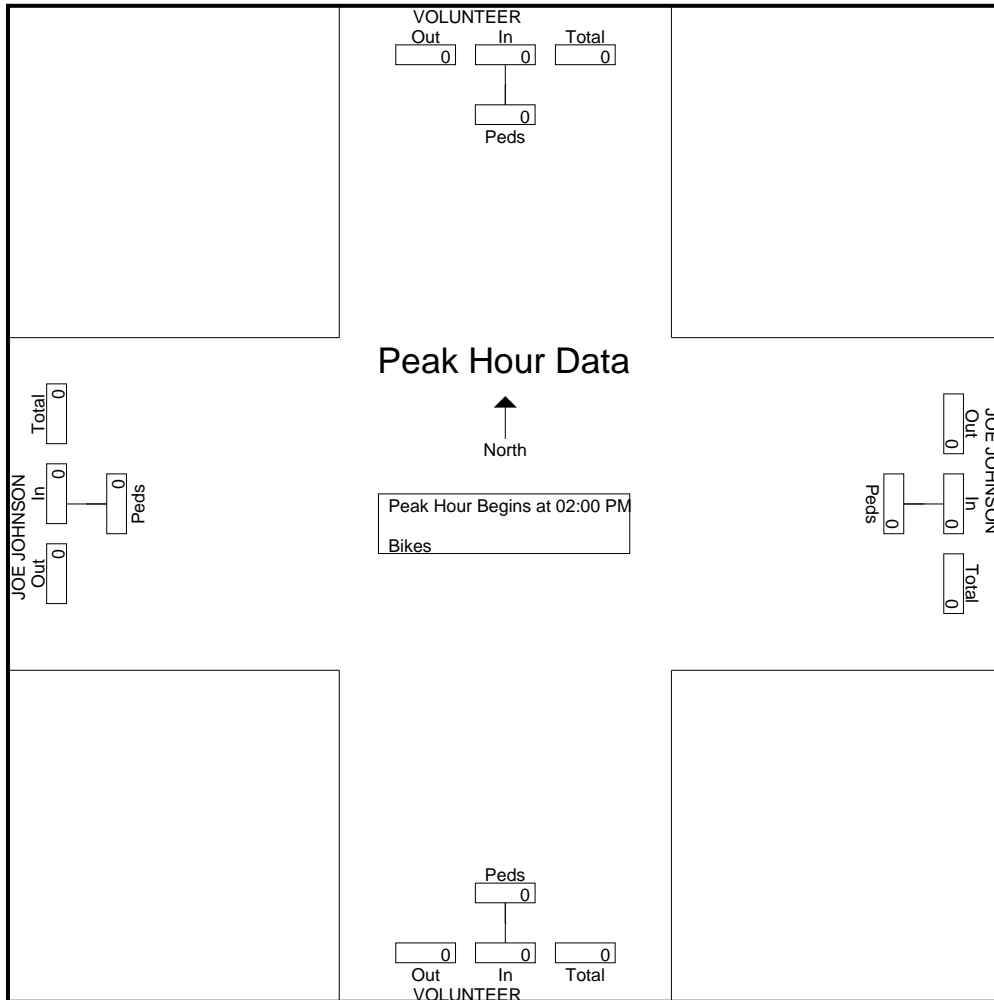 VOLUNTEER
Out In Total
0 0 0
0
Peds
Peak Hour Data
North
Peak Hour Begins at 02:00 PM
Bikes
JOE JOHNSON
Out In Total
0 0 0
0
Peds
JOE JOHNSON
Out In Total
0 0 0
0
Peds
Peds
0
0 0 0
Out In Total
VOLUNTEER